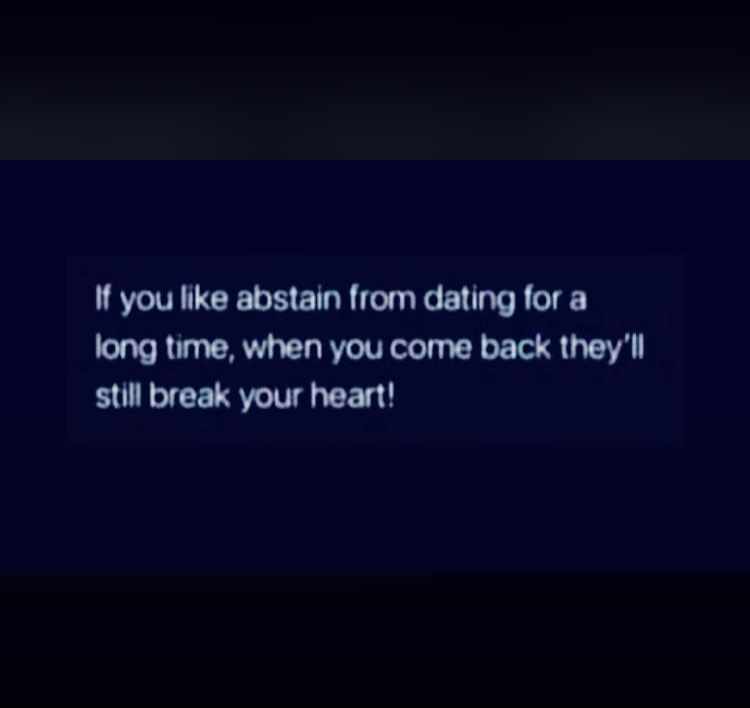 If you like abstain from dating for a
long time, when you come back they'll
still break your heart!